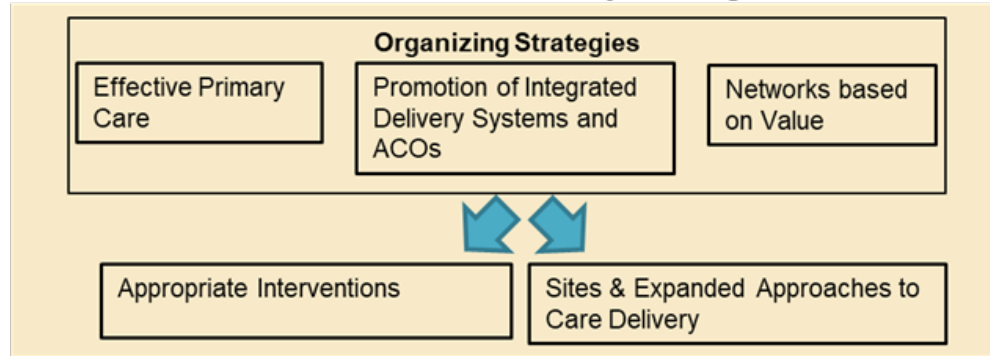 Organizing Strategies
Effective Primary
Care
Promotion of Integrated
Delivery Systems and
ACOs
Networks based
on Value
Appropriate Interventions
Sites & Expanded Approaches to
Care Delivery